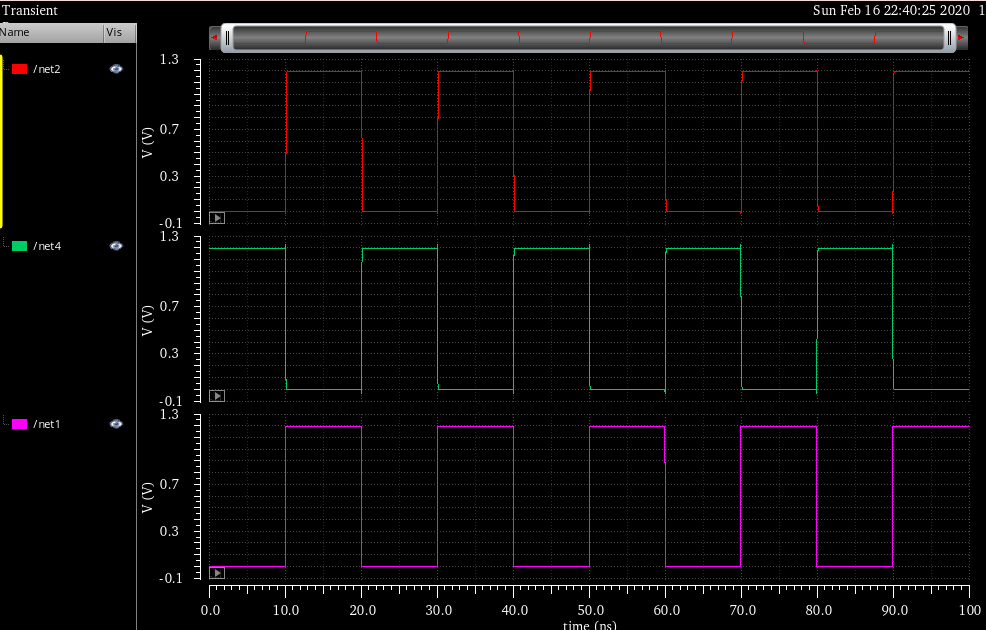 Transient
Sun Feb 16 22:40:25 2020 1
Name Vis
/net2
V (V)
1.3
0.7
0.3
-0.1
/net4
V (V)
1.3
0.7
0.3
-0.1
/net1
V (V)
1.3
0.7
0.3
-0.1
0.0 10.0 20.0 30.0 40.0 50.0 60.0 70.0 80.0 90.0 100
time (ns)